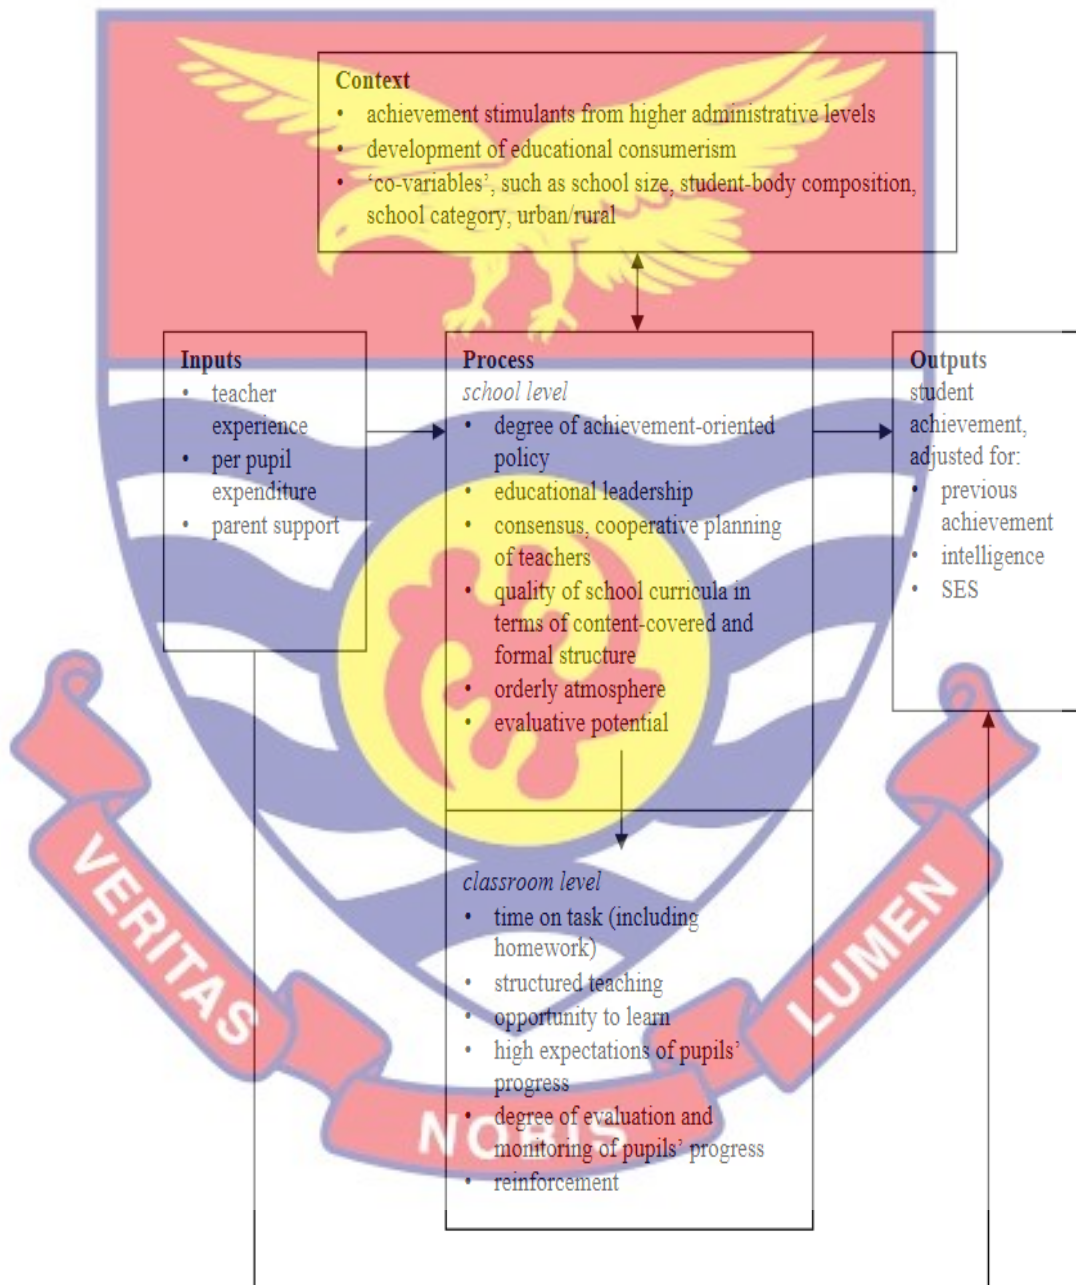 Context
• achievement stimulants from higher administrative levels
• development of educational consumerism
• ‘co-variables’, such as school size, student-body composition,
school category, urban/rural
Inputs
• teacher
experience
• per pupil
expenditure
• parent support
Process
school level
• degree of achievement-oriented
policy
• educational leadership
• consensus, cooperative planning
of teachers
• quality of school curricula in
terms of content-covered and
formal structure
• orderly atmosphere
• evaluative potential
classroom level
• time on task (including
homework)
• structured teaching
• opportunity to learn
• high expectations of pupils’
progress
• degree of evaluation and
monitoring of pupils’ progress
• reinforcement
Outputs
student
achievement,
adjusted for:
• previous
achievement
• intelligence
• SES
VERITAS
NOBIS
LUMEN